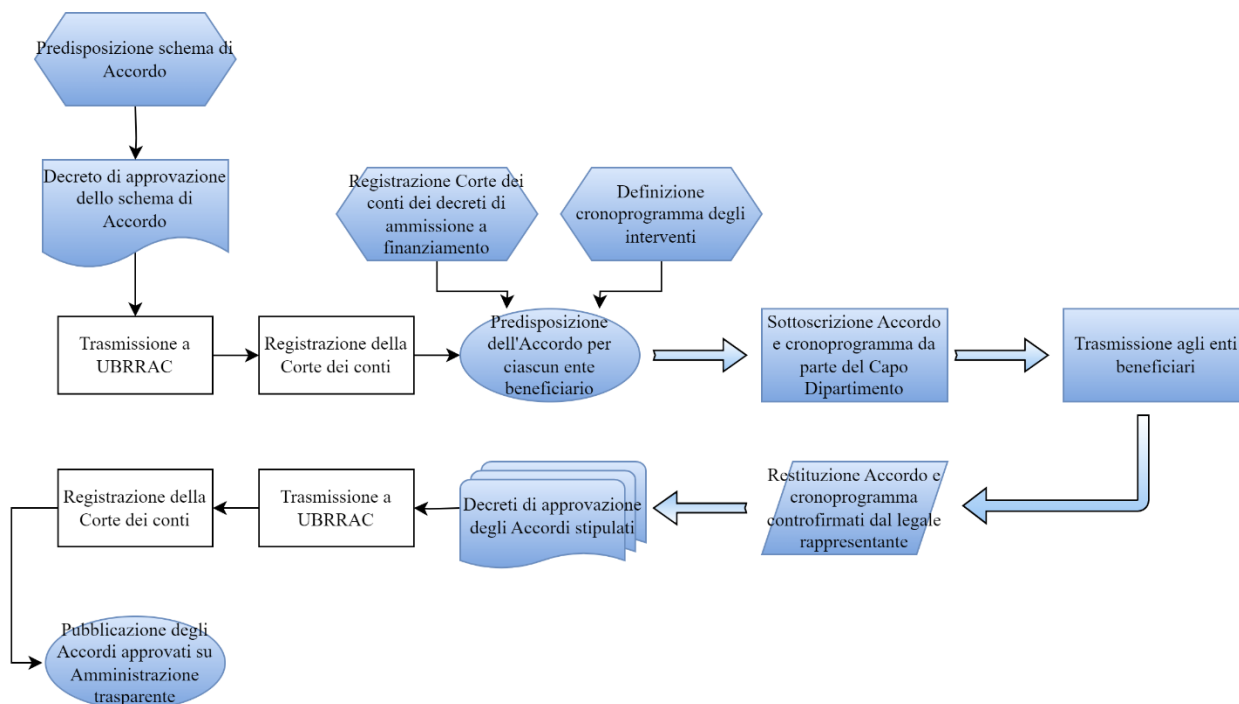 Predisposizione schema di
Accordo
Decreto di approvazione
dello schema di
Accordo
Registrazione Corte dei
conti dei decreti di
ammissione a
finanziamento
Definizione
cronoprogramma degli
interventi
Trasmissione a
UBRRAC
Registrazione della
Corte dei conti
Predisposizione
dell'Accordo per
ciascun ente
beneficiario
Sottoscrizione Accordo
e cronoprogramma da
parte del Capo
Dipartimento
Trasmissione agli enti
beneficiari
Restituzione Accordo e
cronoprogramma
controfirmati dal legale
rappresentante
Decreti di approvazione
degli Accordi stipulati
Trasmissione a
UBRRAC
Registrazione della
Corte dei conti
Pubblicazione degli
Accordi approvati su
Amministrazione
trasparente